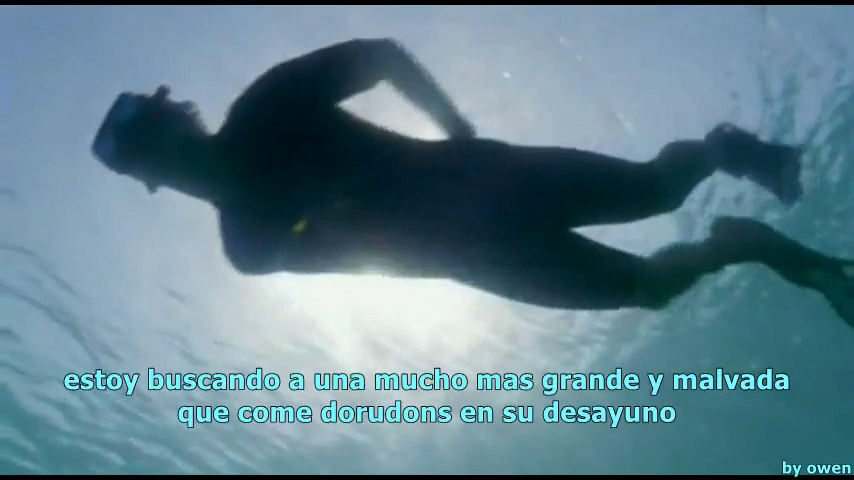 estoy buscando a una mucho mas grande y malvada
que come dorudons en su desayuno
by owen